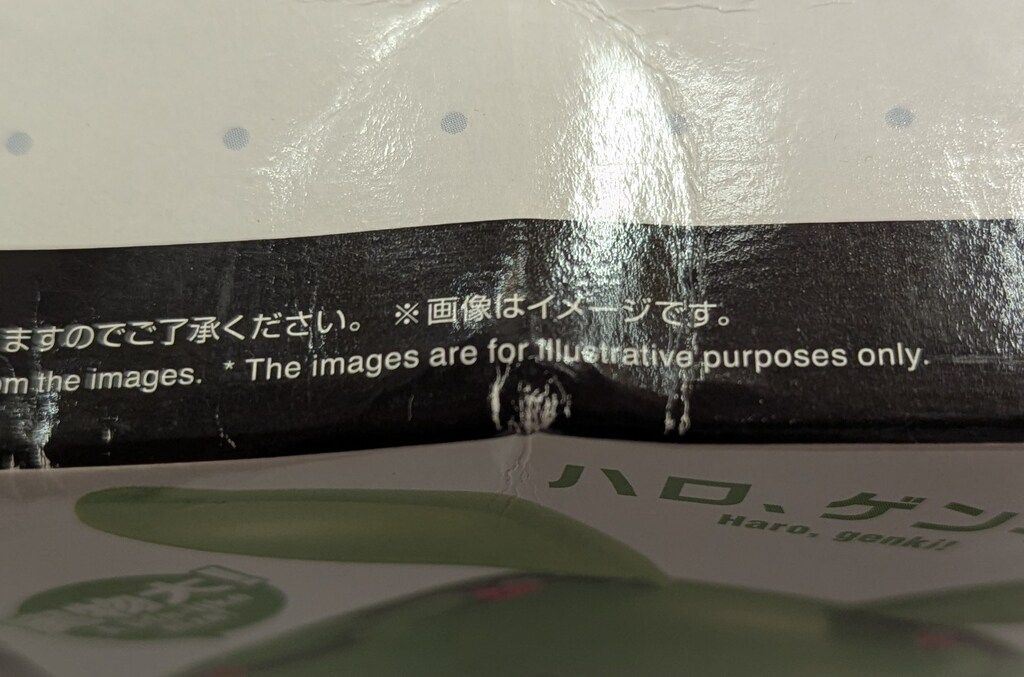 ますのでご了承ください。 ※画像はイメージです。
om the images. * The images are for illustrative purposes only.
ハロ、ゲン
Haro, genki!